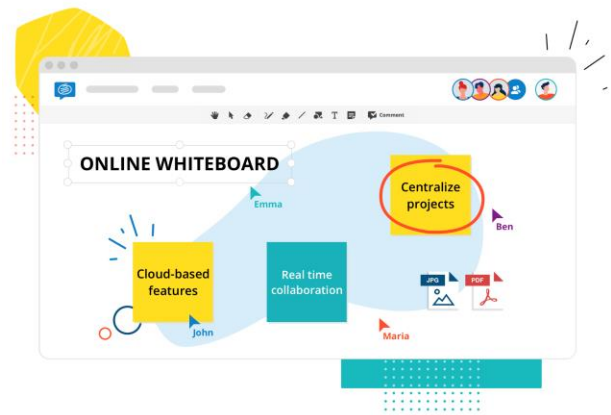 Comment
ONLINE WHITEBOARD
Emma
Centralize
projects
Ben
Cloud-based
features
John
Real time
collaboration
Maria
JPG
PDF